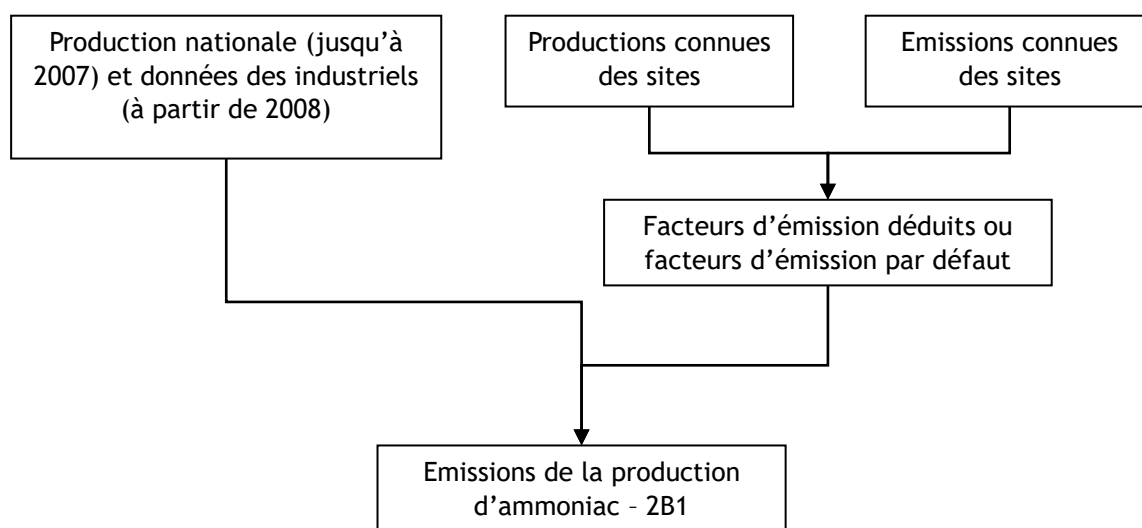 Production nationale (jusqu’à
2007) et données des industriels
(à partir de 2008)
Productions connues
des sites
Emissions connues
des sites
Facteurs d’émission déduits ou
facteurs d’émission par défaut
Emissions de la production
d’ammoniac – 2B1